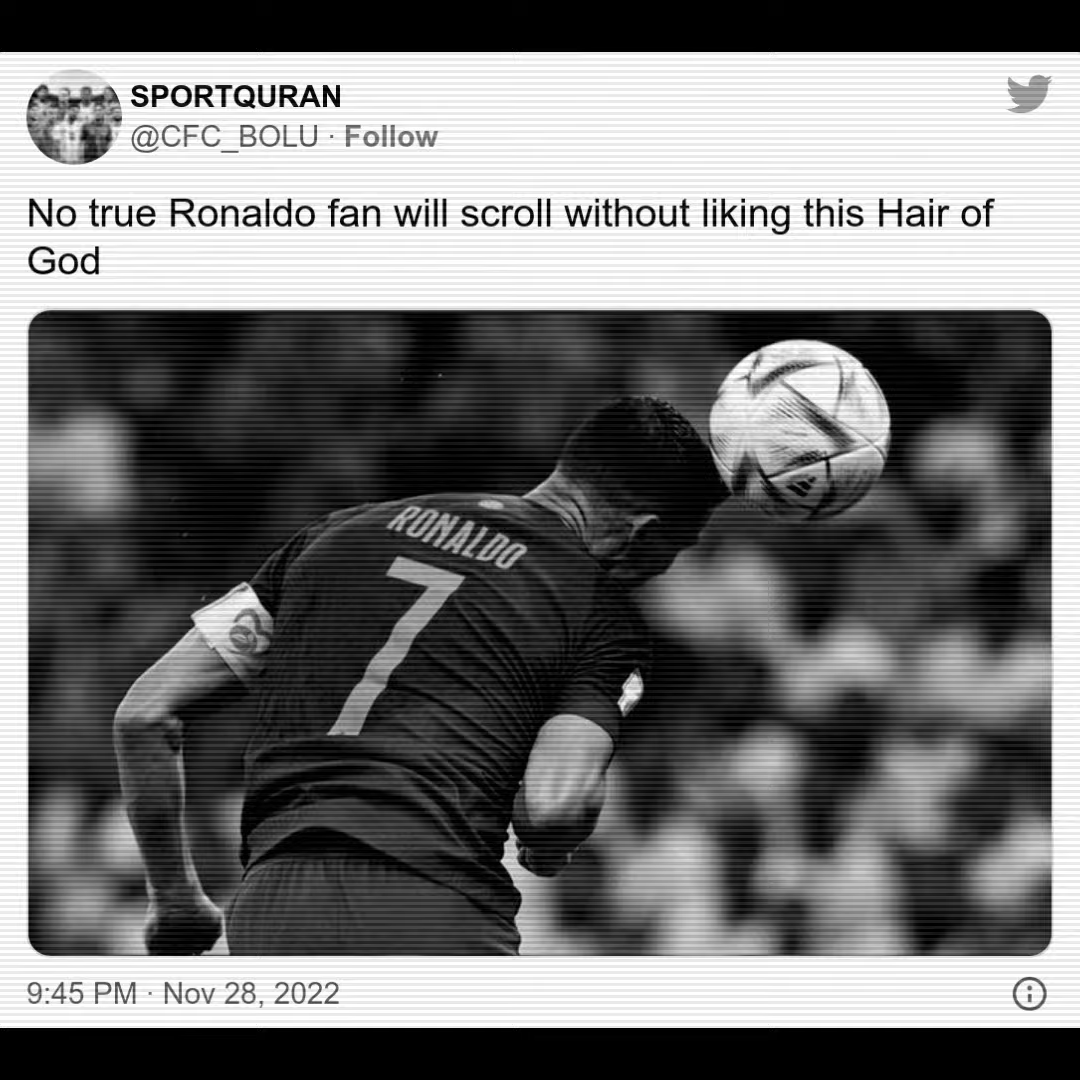 SPORTQURAN
@CFC_BOLU · Follow
No true Ronaldo fan will scroll without liking this Hair of
God
RONALDO
7
9:45 PM · Nov 28, 2022